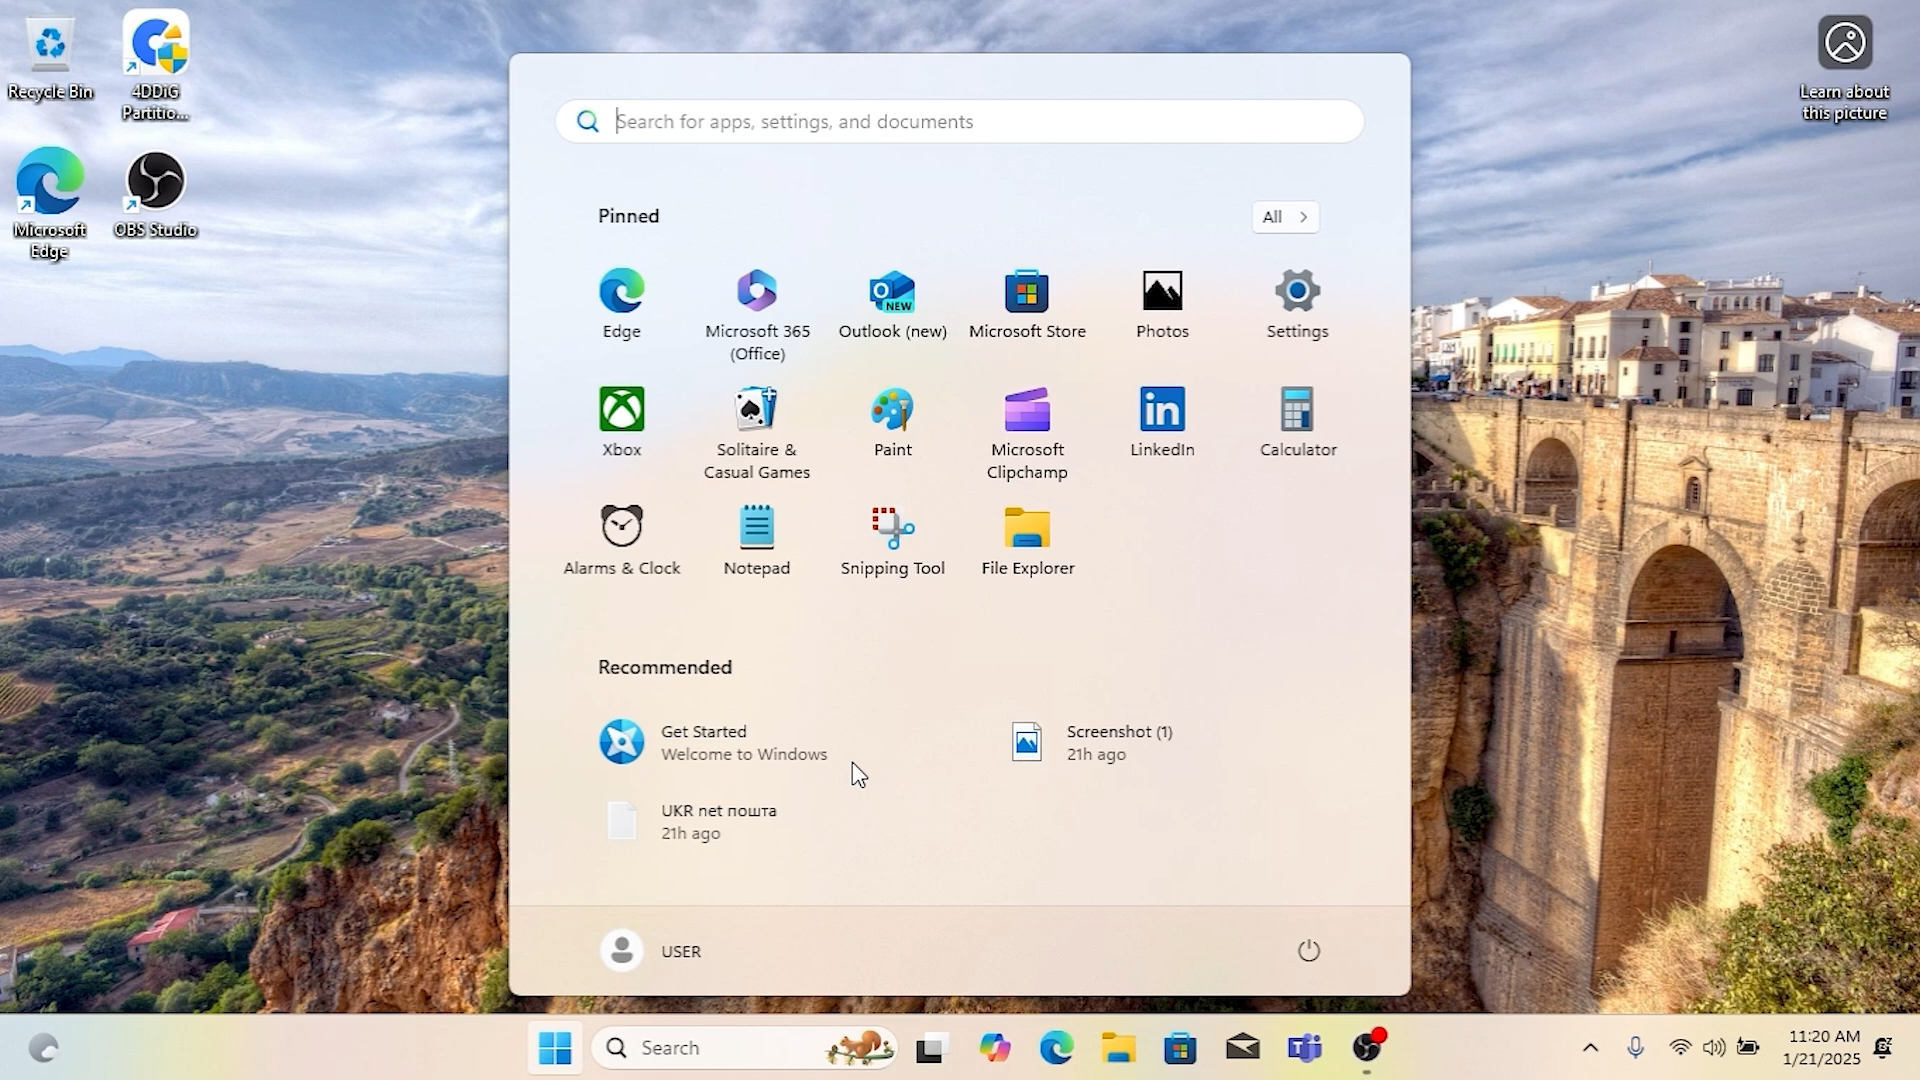 Recycle Bin
4DDiG
Partitio...
Microsoft
Edge
OBS Studio
Learn about
this picture
Search for apps, settings, and documents
Pinned
All
Edge
Microsoft 365
(Office)
NEW
Outlook (new)
Microsoft Store
Photos
Settings
Xbox
Solitaire &
Casual Games
Paint
Microsoft
Clipchamp
in
LinkedIn
Calculator
Alarms & Clock
Notepad
Snipping Tool
File Explorer
Recommended
Get Started
Welcome to Windows
Screenshot (1)
21h ago
UKR net пошта
21h ago
USER
Search
11:20 AM
1/21/2025